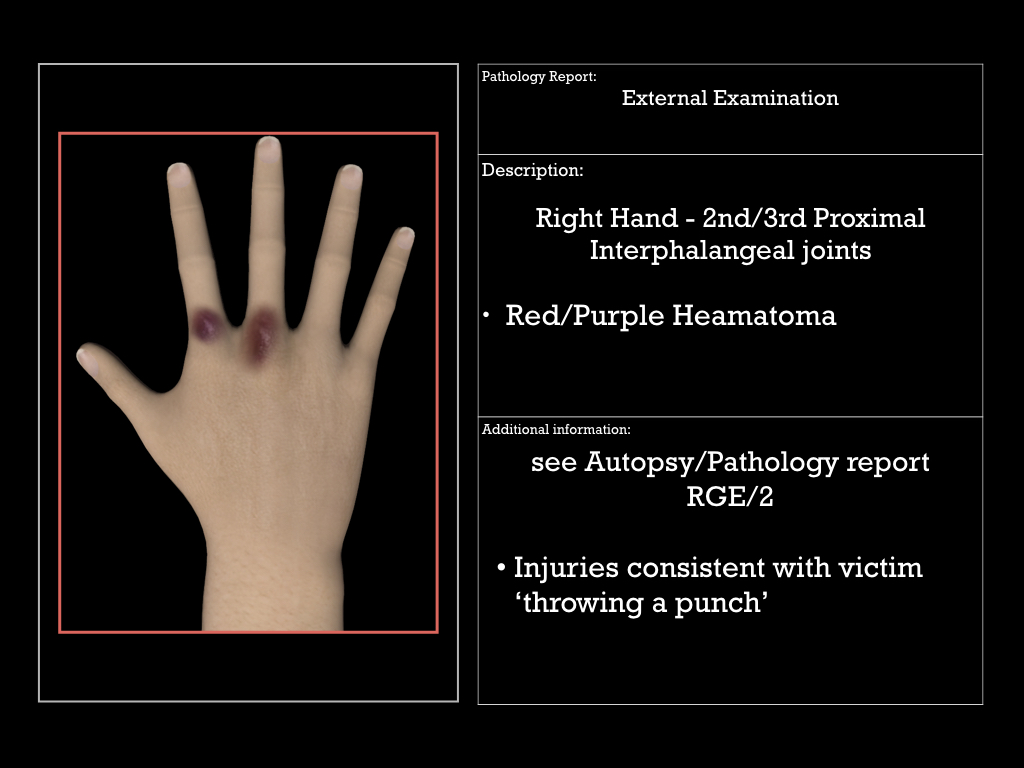 Pathology Report:
External Examination
Description:
Right Hand - 2nd/3rd Proximal
Interphalangeal joints
• Red/Purple Heamatoma
Additional information:
see Autopsy/Pathology report
RGE/2
• Injuries consistent with victim
‘throwing a punch’